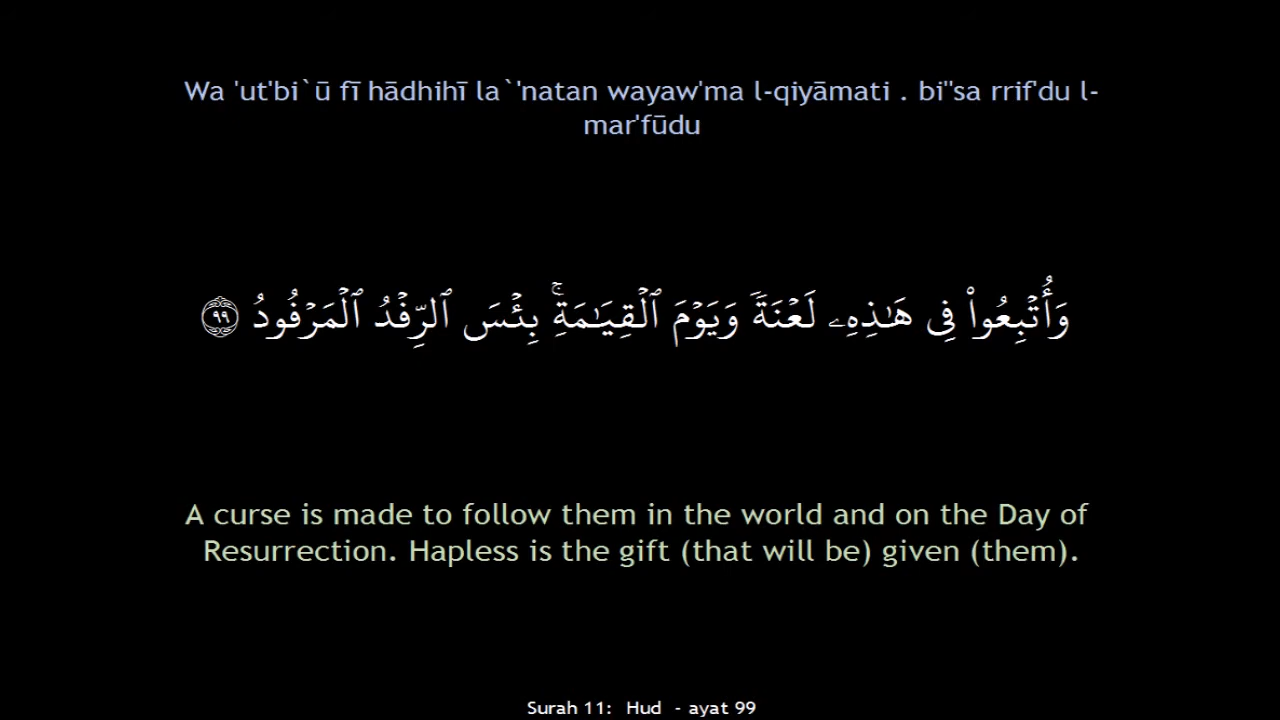 Wa 'ut'bi`ū fī hādhihī la`'natan wayaw'ma l-qiyāmati . bi''sa rrif'du l-
mar'fūdu
وَأُتۡبِعُواْ فِى هَـٰذِهِۦ لَعۡنَةً۬ وَيَوۡمَ ٱلۡقِيَـٰمَةِ‌ۚ بِئۡسَ ٱلرِّفۡدُ ٱلۡمَرۡفُودُ ٩٩
A curse is made to follow them in the world and on the Day of
Resurrection. Hapless is the gift (that will be) given (them).
Surah 11: Hud - ayat 99